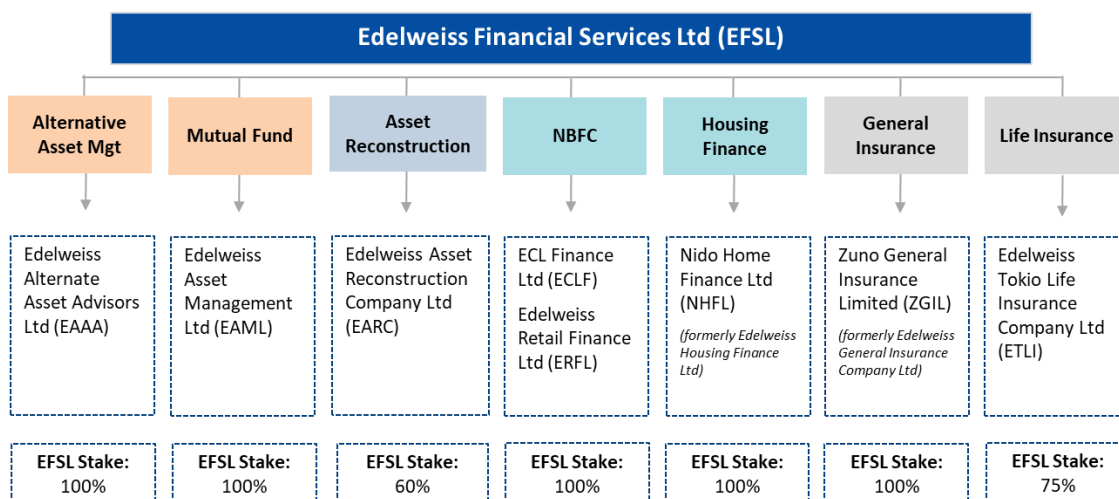 Edelweiss Financial Services Ltd (EFSL)
Alternative
Asset Mgt
Mutual Fund
Asset
Reconstruction
NBFC
Housing
Finance
General
Insurance
Life Insurance
Edelweiss
Alternate
Asset Advisors
Ltd (EAAA)
Edelweiss
Asset
Management
Ltd (EAML)
Edelweiss Asset
Reconstruction
Company Ltd
(EARC)
ECL Finance
Ltd (ECLF)
Edelweiss
Retail Finance
Ltd (ERFL)
Nido Home
Finance Ltd
(NHFL)
(formerly Edelweiss
Housing Finance
Ltd)
Zuno General
Insurance
Limited (ZGIL)
(formerly Edelweiss
General Insurance
Company Ltd)
Edelweiss
Tokio Life
Insurance
Company Ltd
(ETLI)
EFSL Stake:
100%
EFSL Stake:
100%
EFSL Stake:
60%
EFSL Stake:
100%
EFSL Stake:
100%
EFSL Stake:
100%
EFSL Stake:
75%